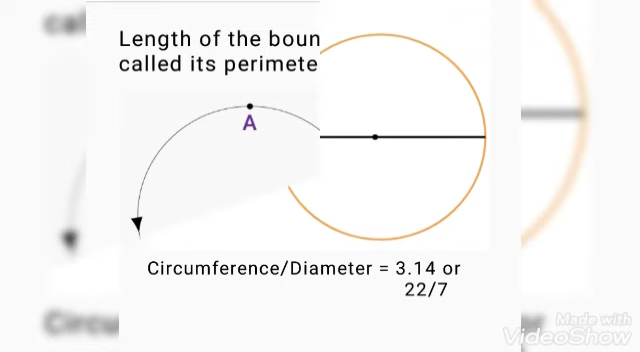 Length of the boun
called its perimete
A
Circumference/Diameter = 3.14 or
22/7
Made with
VideoShow